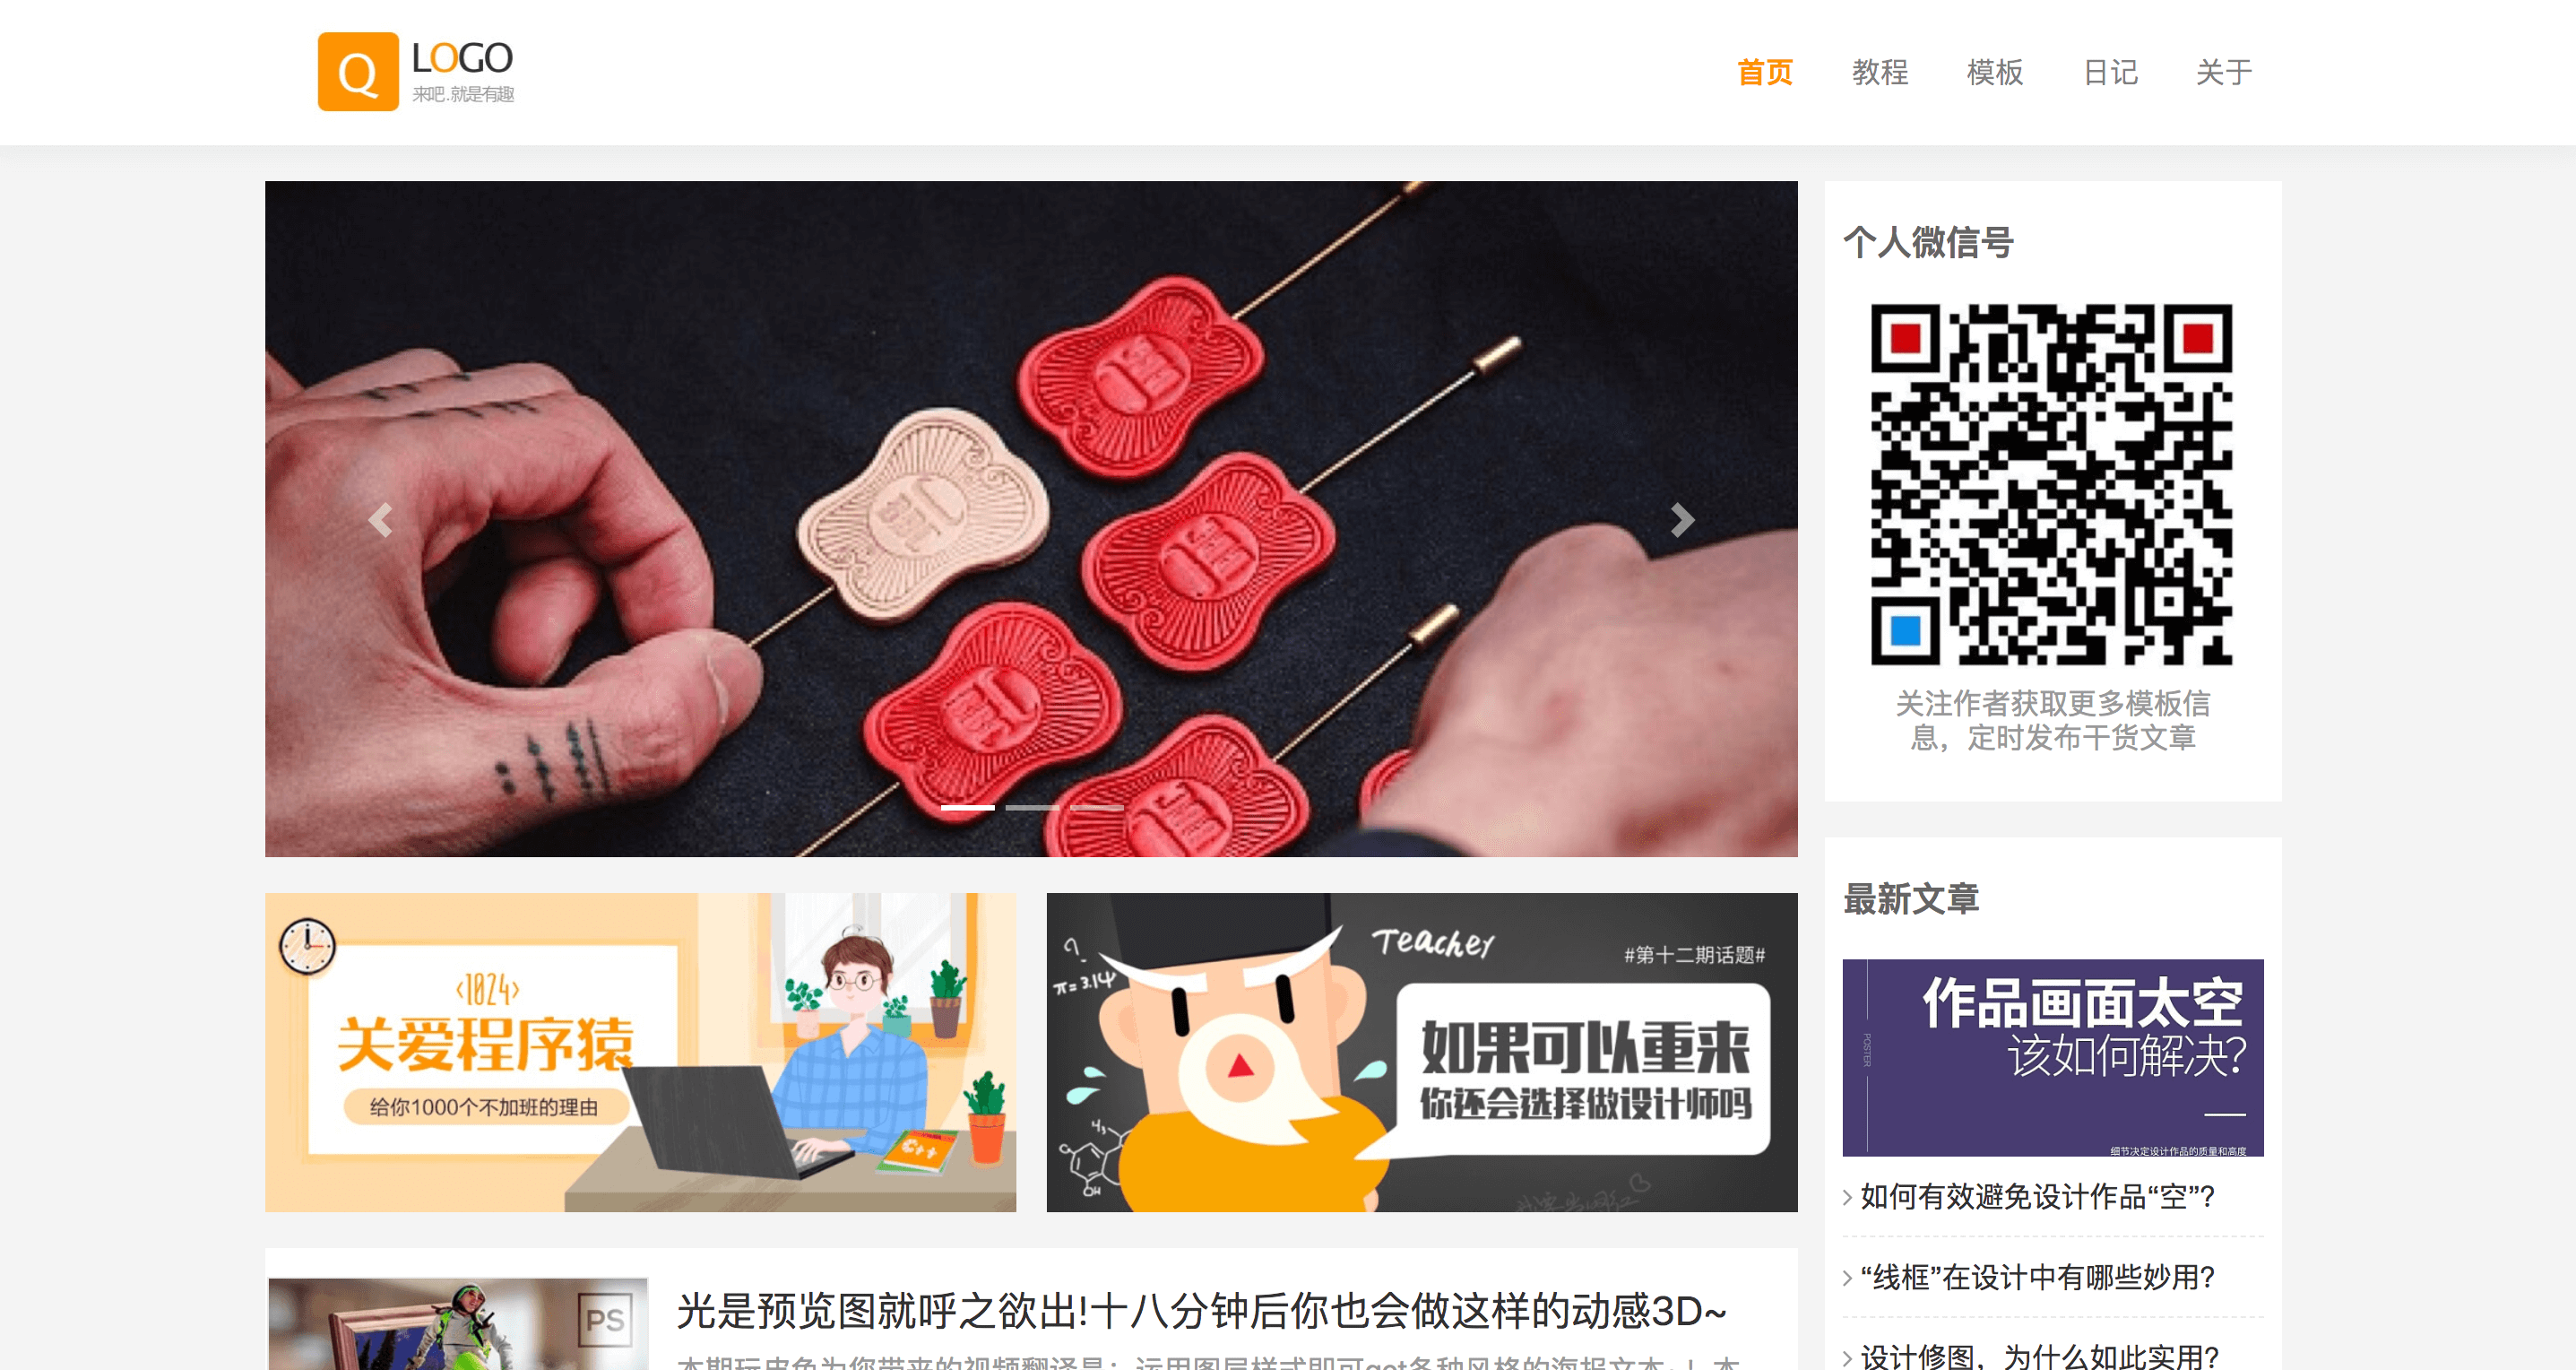 Q
LOGO
来吧.就是有趣
首页 教程 模板 日记 关于
个人微信号
关注作者获取更多模板信
息，定时发布干货文章
<1024>
关爱程序猿
给你1000个不加班的理由
C++
Teacher
#第十二期话题#
π=3.14
如果可以重来
你还会选择做设计师吗
OH
最新文章
作品画面太空
该如何解决?
POSTER
细节决定设计作品的质量和高度
如何有效避免设计作品“空”?
“线框”在设计中有哪些妙用?
设计修图，为什么如此实用?
PS
光是预览图就呼之欲出!十八分钟后你也会做这样的动感3D~